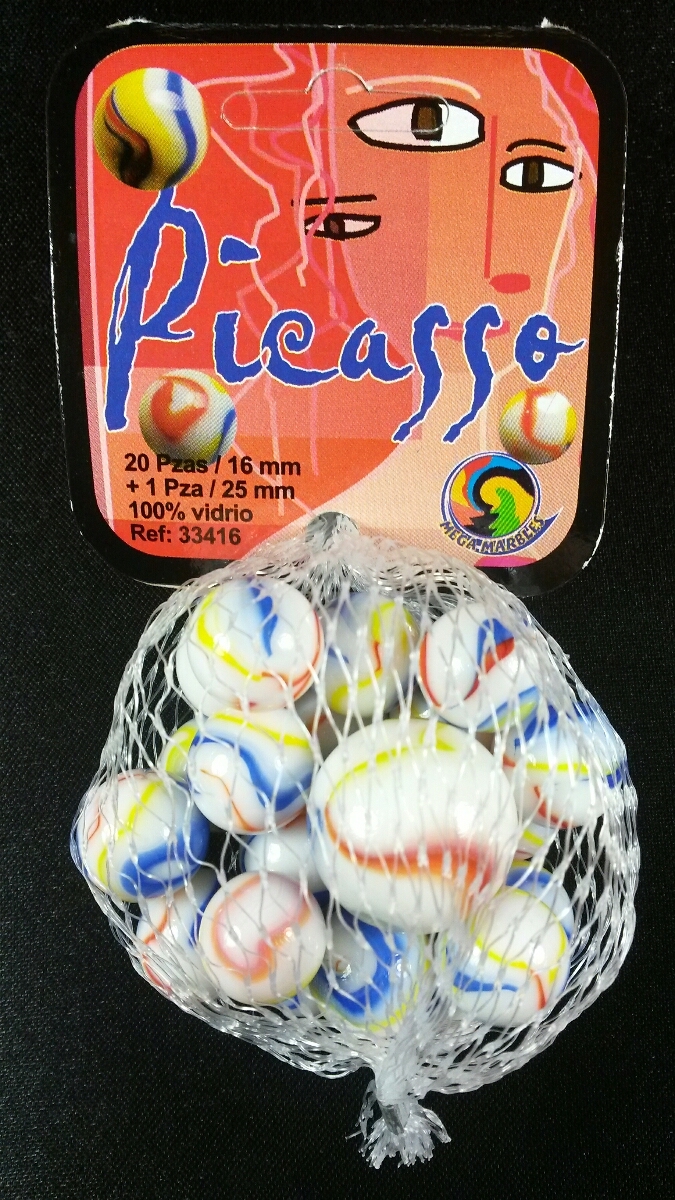 Picasso
20 Pzas / 16 mm
+ 1 Pza / 25 mm
100% vidrio
Ref: 33416
MEGA MARBLES